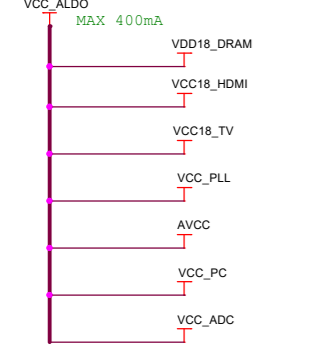 VCC_ALDO
MAX 400mA
VDD18_DRAM
VCC18_HDMI
VCC18_TV
VCC_PLL
AVCC
VCC_PC
VCC_ADC